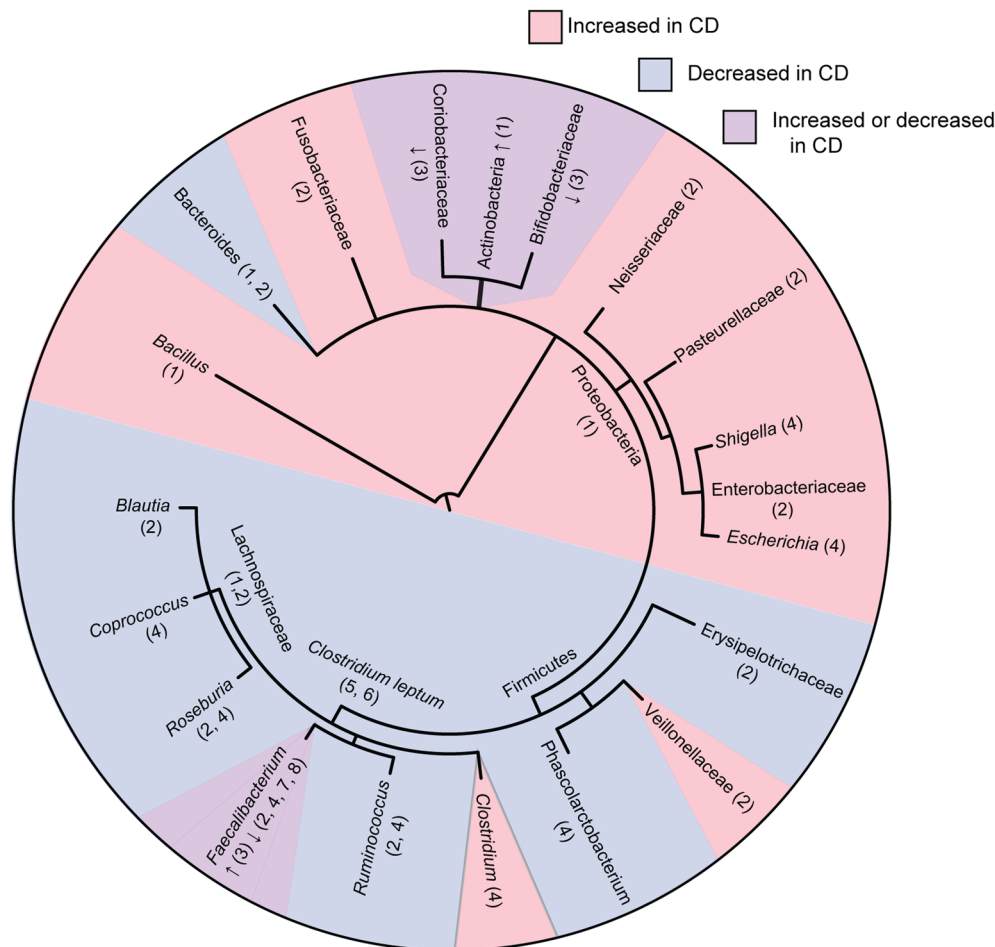 Increased in CD
Decreased in CD
Increased or decreased
in CD
Coriobacteriaceae
↓ (3)
Actinobacteria ↑ (1)
Bifidobacteriaceae
↓ (3)
Fusobacteriaceae
(2)
Bacteroides (1, 2)
Bacillus
(1)
Neisseriaceae (2)
Pasteurellaceae (2)
Proteobacteria
(1)
Shigella (4)
Enterobacteriaceae
(2)
Escherichia (4)
Blautia
(2)
Lachnospiraceae
(1,2)
Coprococcus
(4)
Roseburia
(2, 4)
Clostridium leptum
(5, 6)
Firmicutes
Erysipelotrichaceae
(2)
Veillonellaceae (2)
Phascolarctobacterium
(4)
Clostridium (4)
Ruminococcus
(2, 4)
Faecalibacterium
↑ (3) ↓ (2, 4, 7, 8)